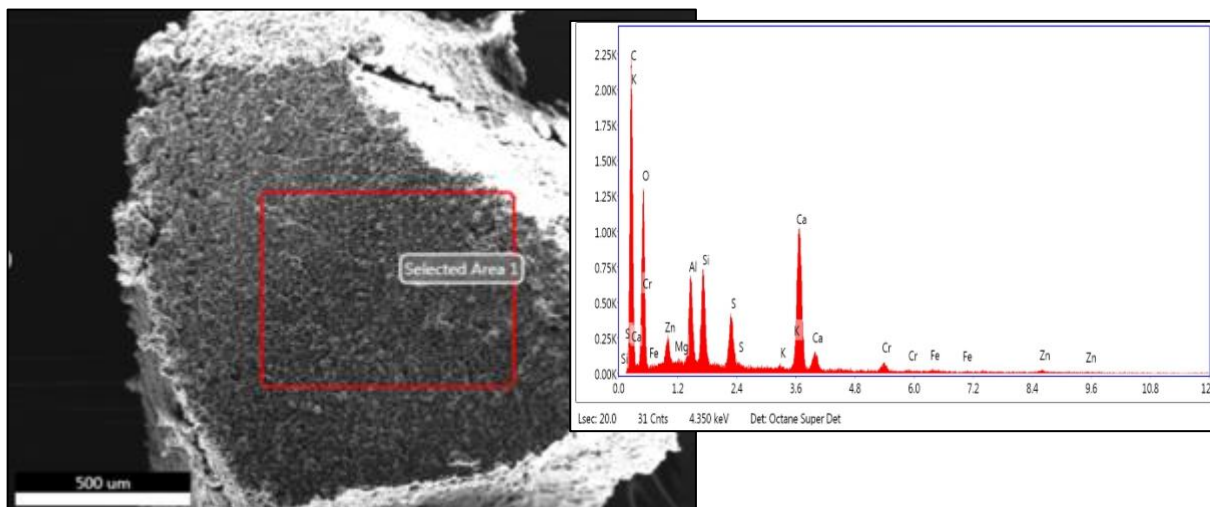 Selected Area 1
500 um
2.25K
2.00K
1.75K
1.50K
1.25K
1.00K
0.75K
0.50K
0.25K
0.00K
C
K
O
Cr
S
Ca
Si
Fe
Zn
Mg
Al
Si
S
S
K
K
Ca
Ca
Cr
Cr
Fe
Fe
Zn
Zn
0.0 1.2 2.4 3.6 4.8 6.0 7.2 8.4 9.6 10.8 12
Lsec: 20.0 31 Cnts 4.350 keV Det: Octane Super Det